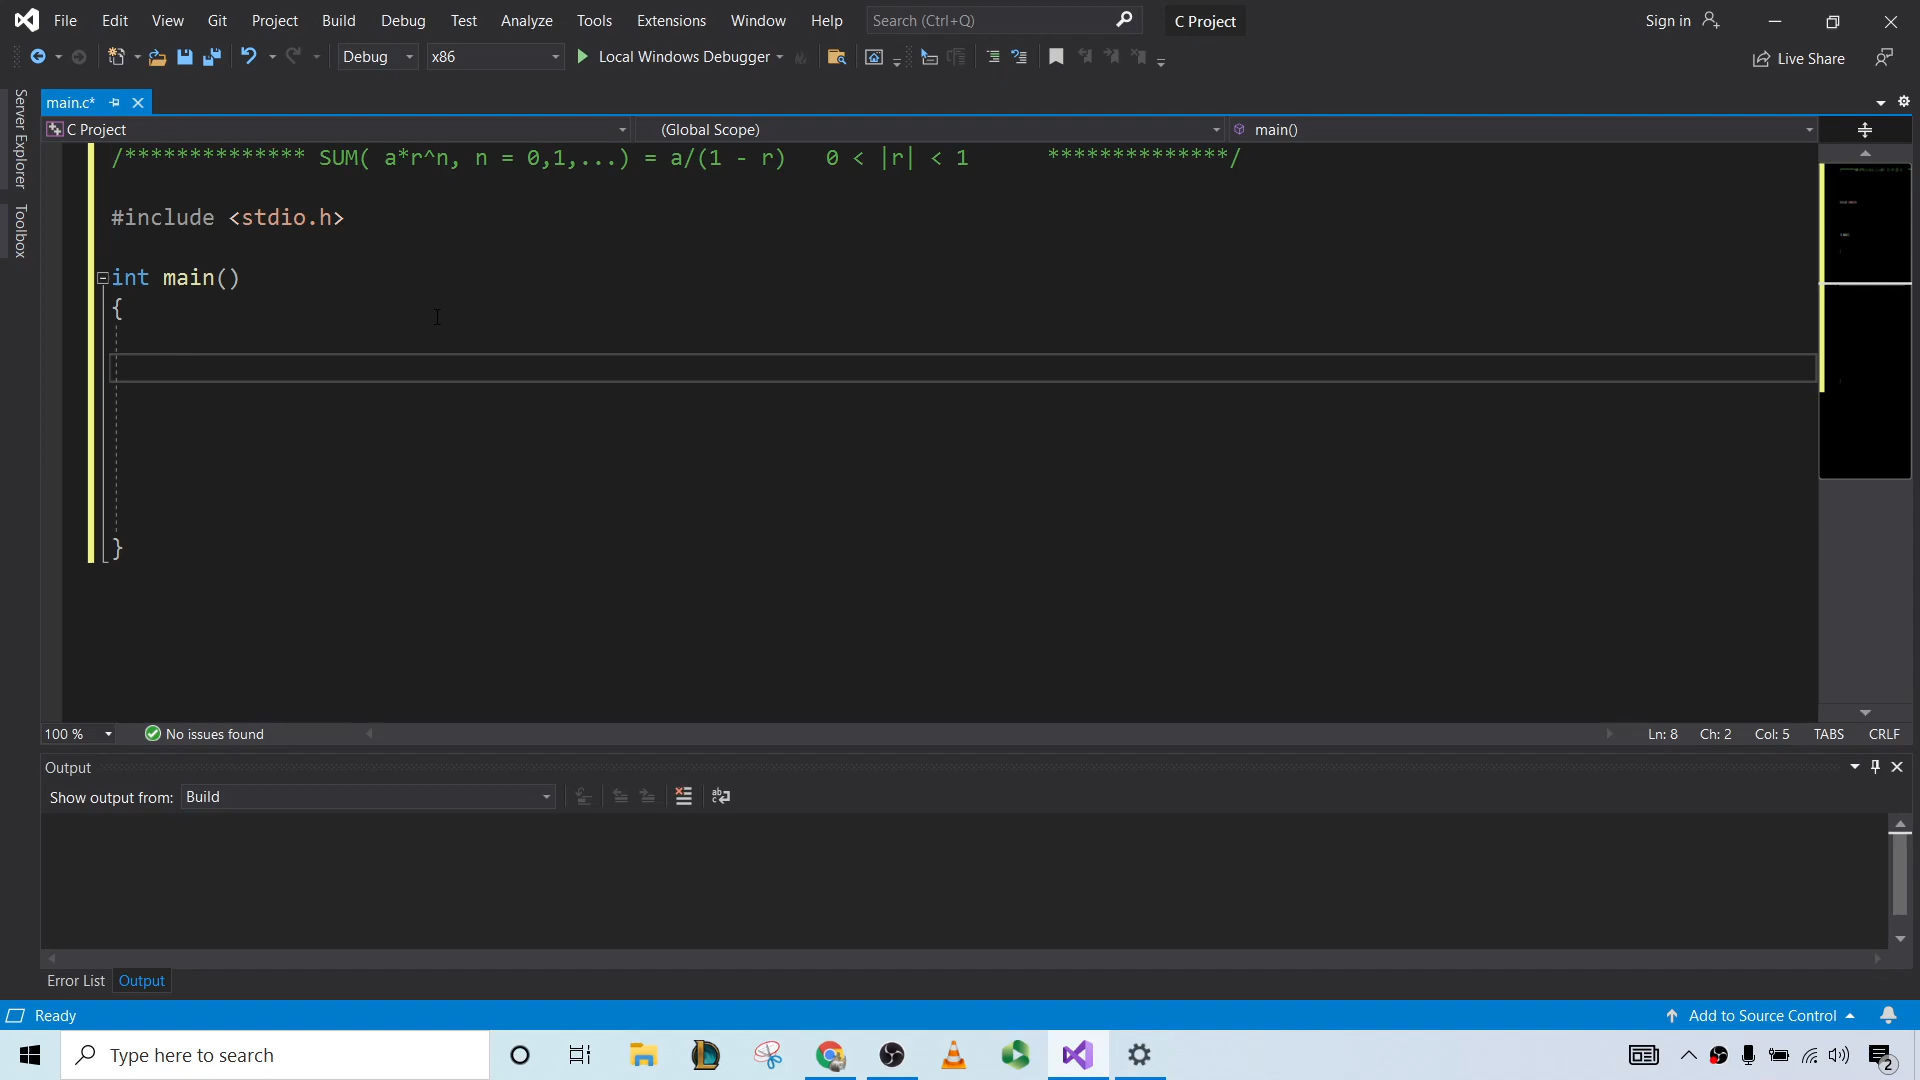 File Edit View Git Project Build Debug Test Analyze Tools Extensions Window Help Search (Ctrl+Q) C Project Sign in
Debug x86 Local Windows Debugger Live Share
Server Explorer
Toolbox
main.c*
C Project (Global Scope) main()
/************** SUM( a*r^n, n = 0,1,...) = a/(1 - r) 0 < |r| < 1 **************/
#include <stdio.h>
int main()
{
}
100 % No issues found Ln: 8 Ch: 2 Col: 5 TABS CRLF
Output
Show output from: Build
Error List Output
Ready Add to Source Control
Type here to search 2